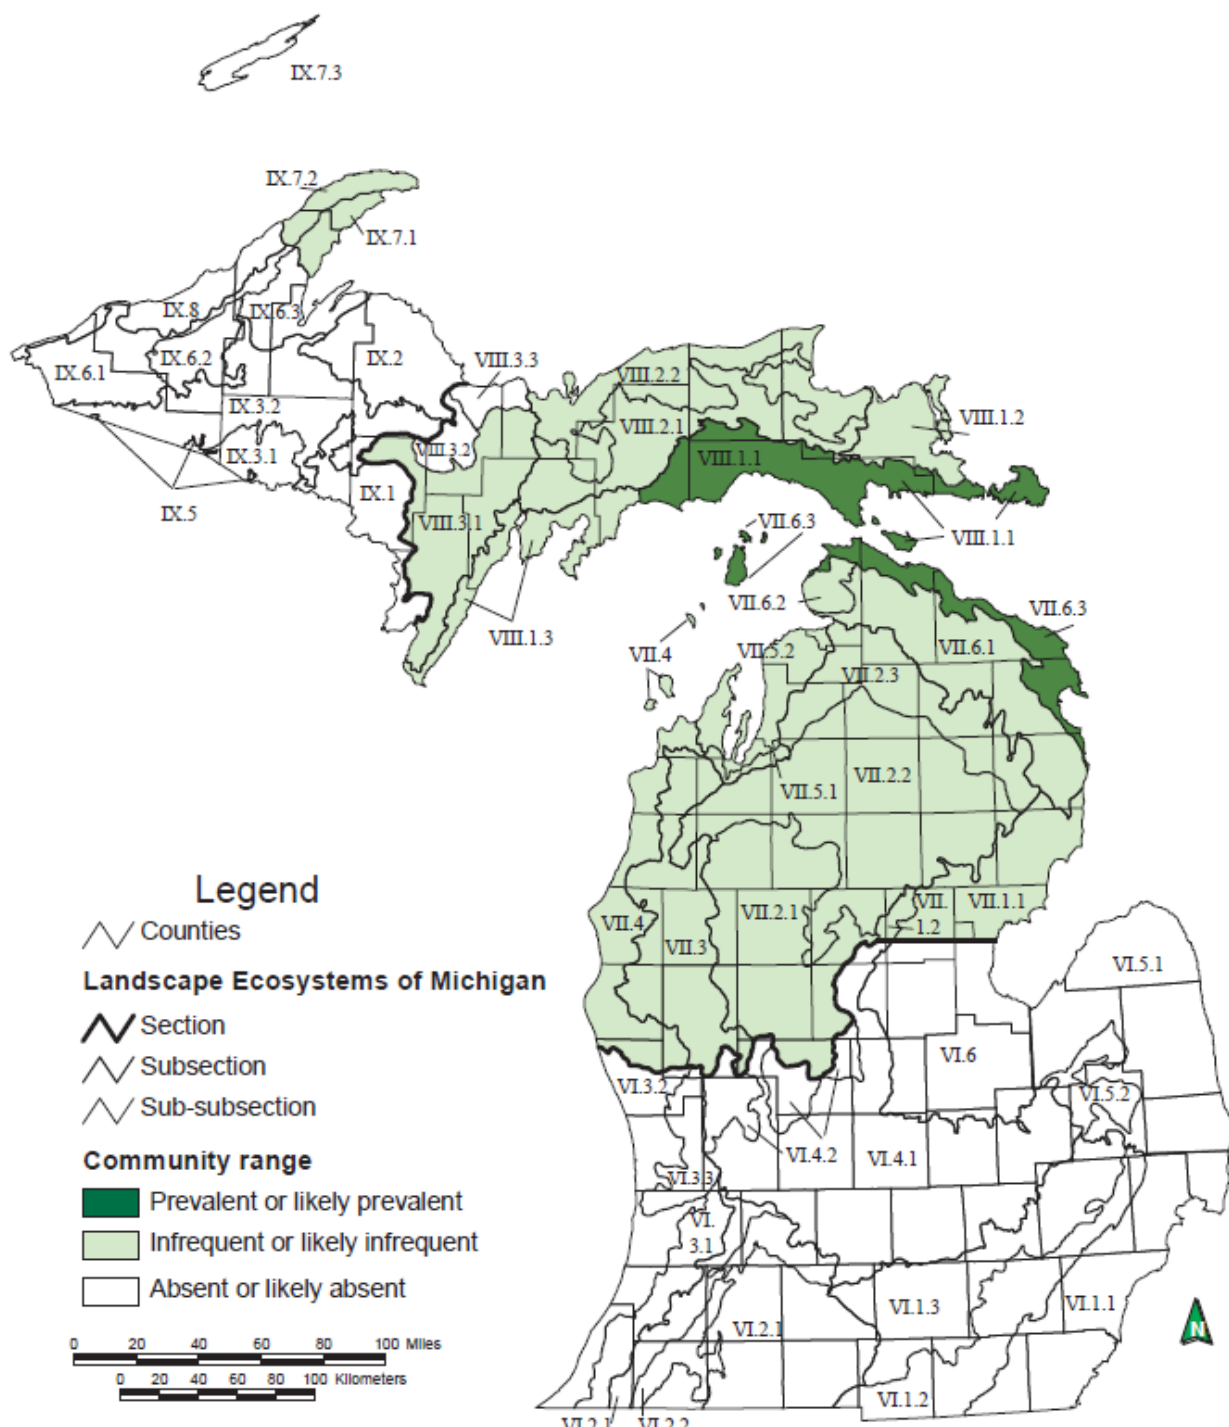 IX.7.3
IX.7.2
IX.7.1
IX.8
IX.6.3
IX.6.1
IX.6.2
IX.2
VIII.3.3
VIII.2.2
IX.3.2
VIII.2.1
VIII.1.2
IX.3.1
VIII.3.2
VIII.1.1
IX.5
IX.1
VIII.3.1
VII.6.3
VIII.1.1
VII.6.2
VII.6.3
VIII.1.3
VII.4
VII.5.2
VII.6.1
VII.2.3
VII.5.1
VII.2.2
Legend
Counties
Landscape Ecosystems of Michigan
Section
Subsection
Sub-subsection
Community range
Prevalent or likely prevalent
Infrequent or likely infrequent
Absent or likely absent
0 20 40 60 80 100 Miles
0 20 40 60 80 100 Kilometers
VII.4
VII.3
VII.2.1
VII.
1.2
VII.1.1
VI.5.1
VI.6
VI.3.2
VI.5.2
VI.4.2
VI.4.1
VI.3.3
VI.
3.1
VI.2.1
VI.1.3
VI.1.1
VI.1.2
VI.2.1
VI.2.2
N